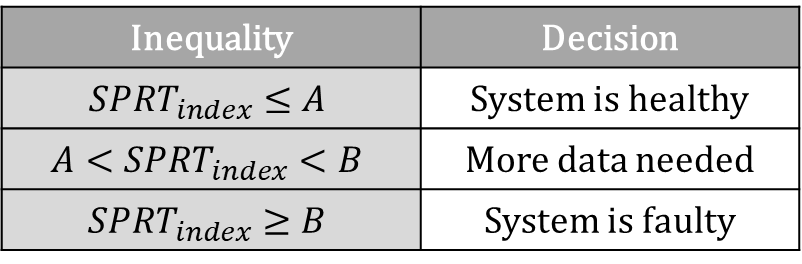 Inequality Decision
SPRT_index ≤ A System is healthy
A < SPRT_index < B More data needed
SPRT_index ≥ B System is faulty